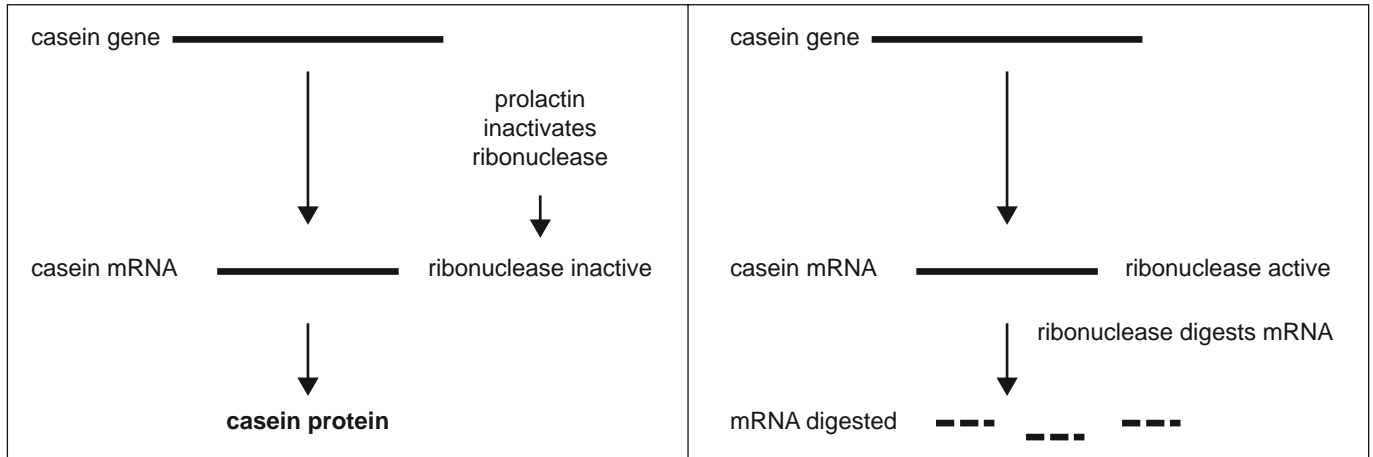 casein gene
prolactin
inactivates
ribonuclease
casein mRNA
ribonuclease inactive
casein protein
casein gene
casein mRNA
ribonuclease active
ribonuclease digests mRNA
mRNA digested